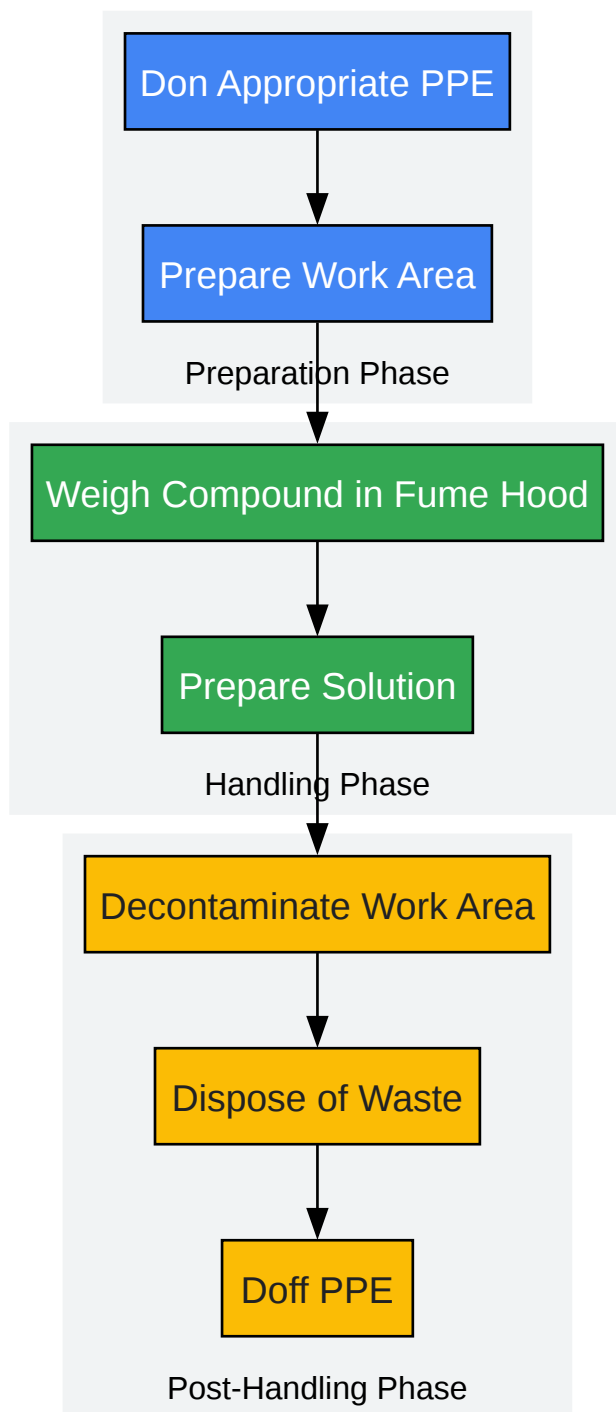 Don Appropriate PPE
Prepare Work Area
Preparation Phase
Weigh Compound in Fume Hood
Prepare Solution
Handling Phase
Decontaminate Work Area
Dispose of Waste
Doff PPE
Post-Handling Phase